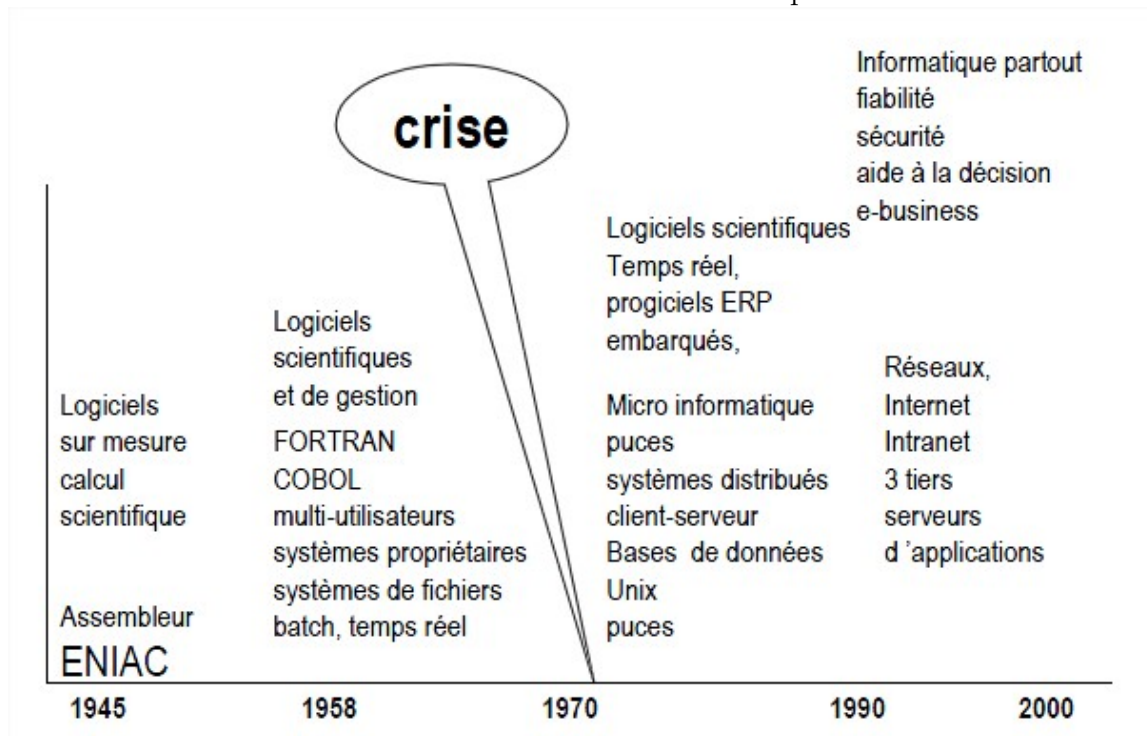 crise
Logiciels
sur mesure
calcul
scientifique
Assembleur
ENIAC
Logiciels
scientifiques
et de gestion
FORTRAN
COBOL
multi-utilisateurs
systèmes propriétaires
systèmes de fichiers
batch, temps réel
Logiciels scientifiques
Temps réel,
progiciels ERP
embarqués,
Micro informatique
puces
systèmes distribués
client-serveur
Bases de données
Unix
puces
Informatique partout
fiabilité
sécurité
aide à la décision
e-business
Réseaux,
Internet
Intranet
3 tiers
serveurs
d ’applications
1945 1958 1970 1990 2000